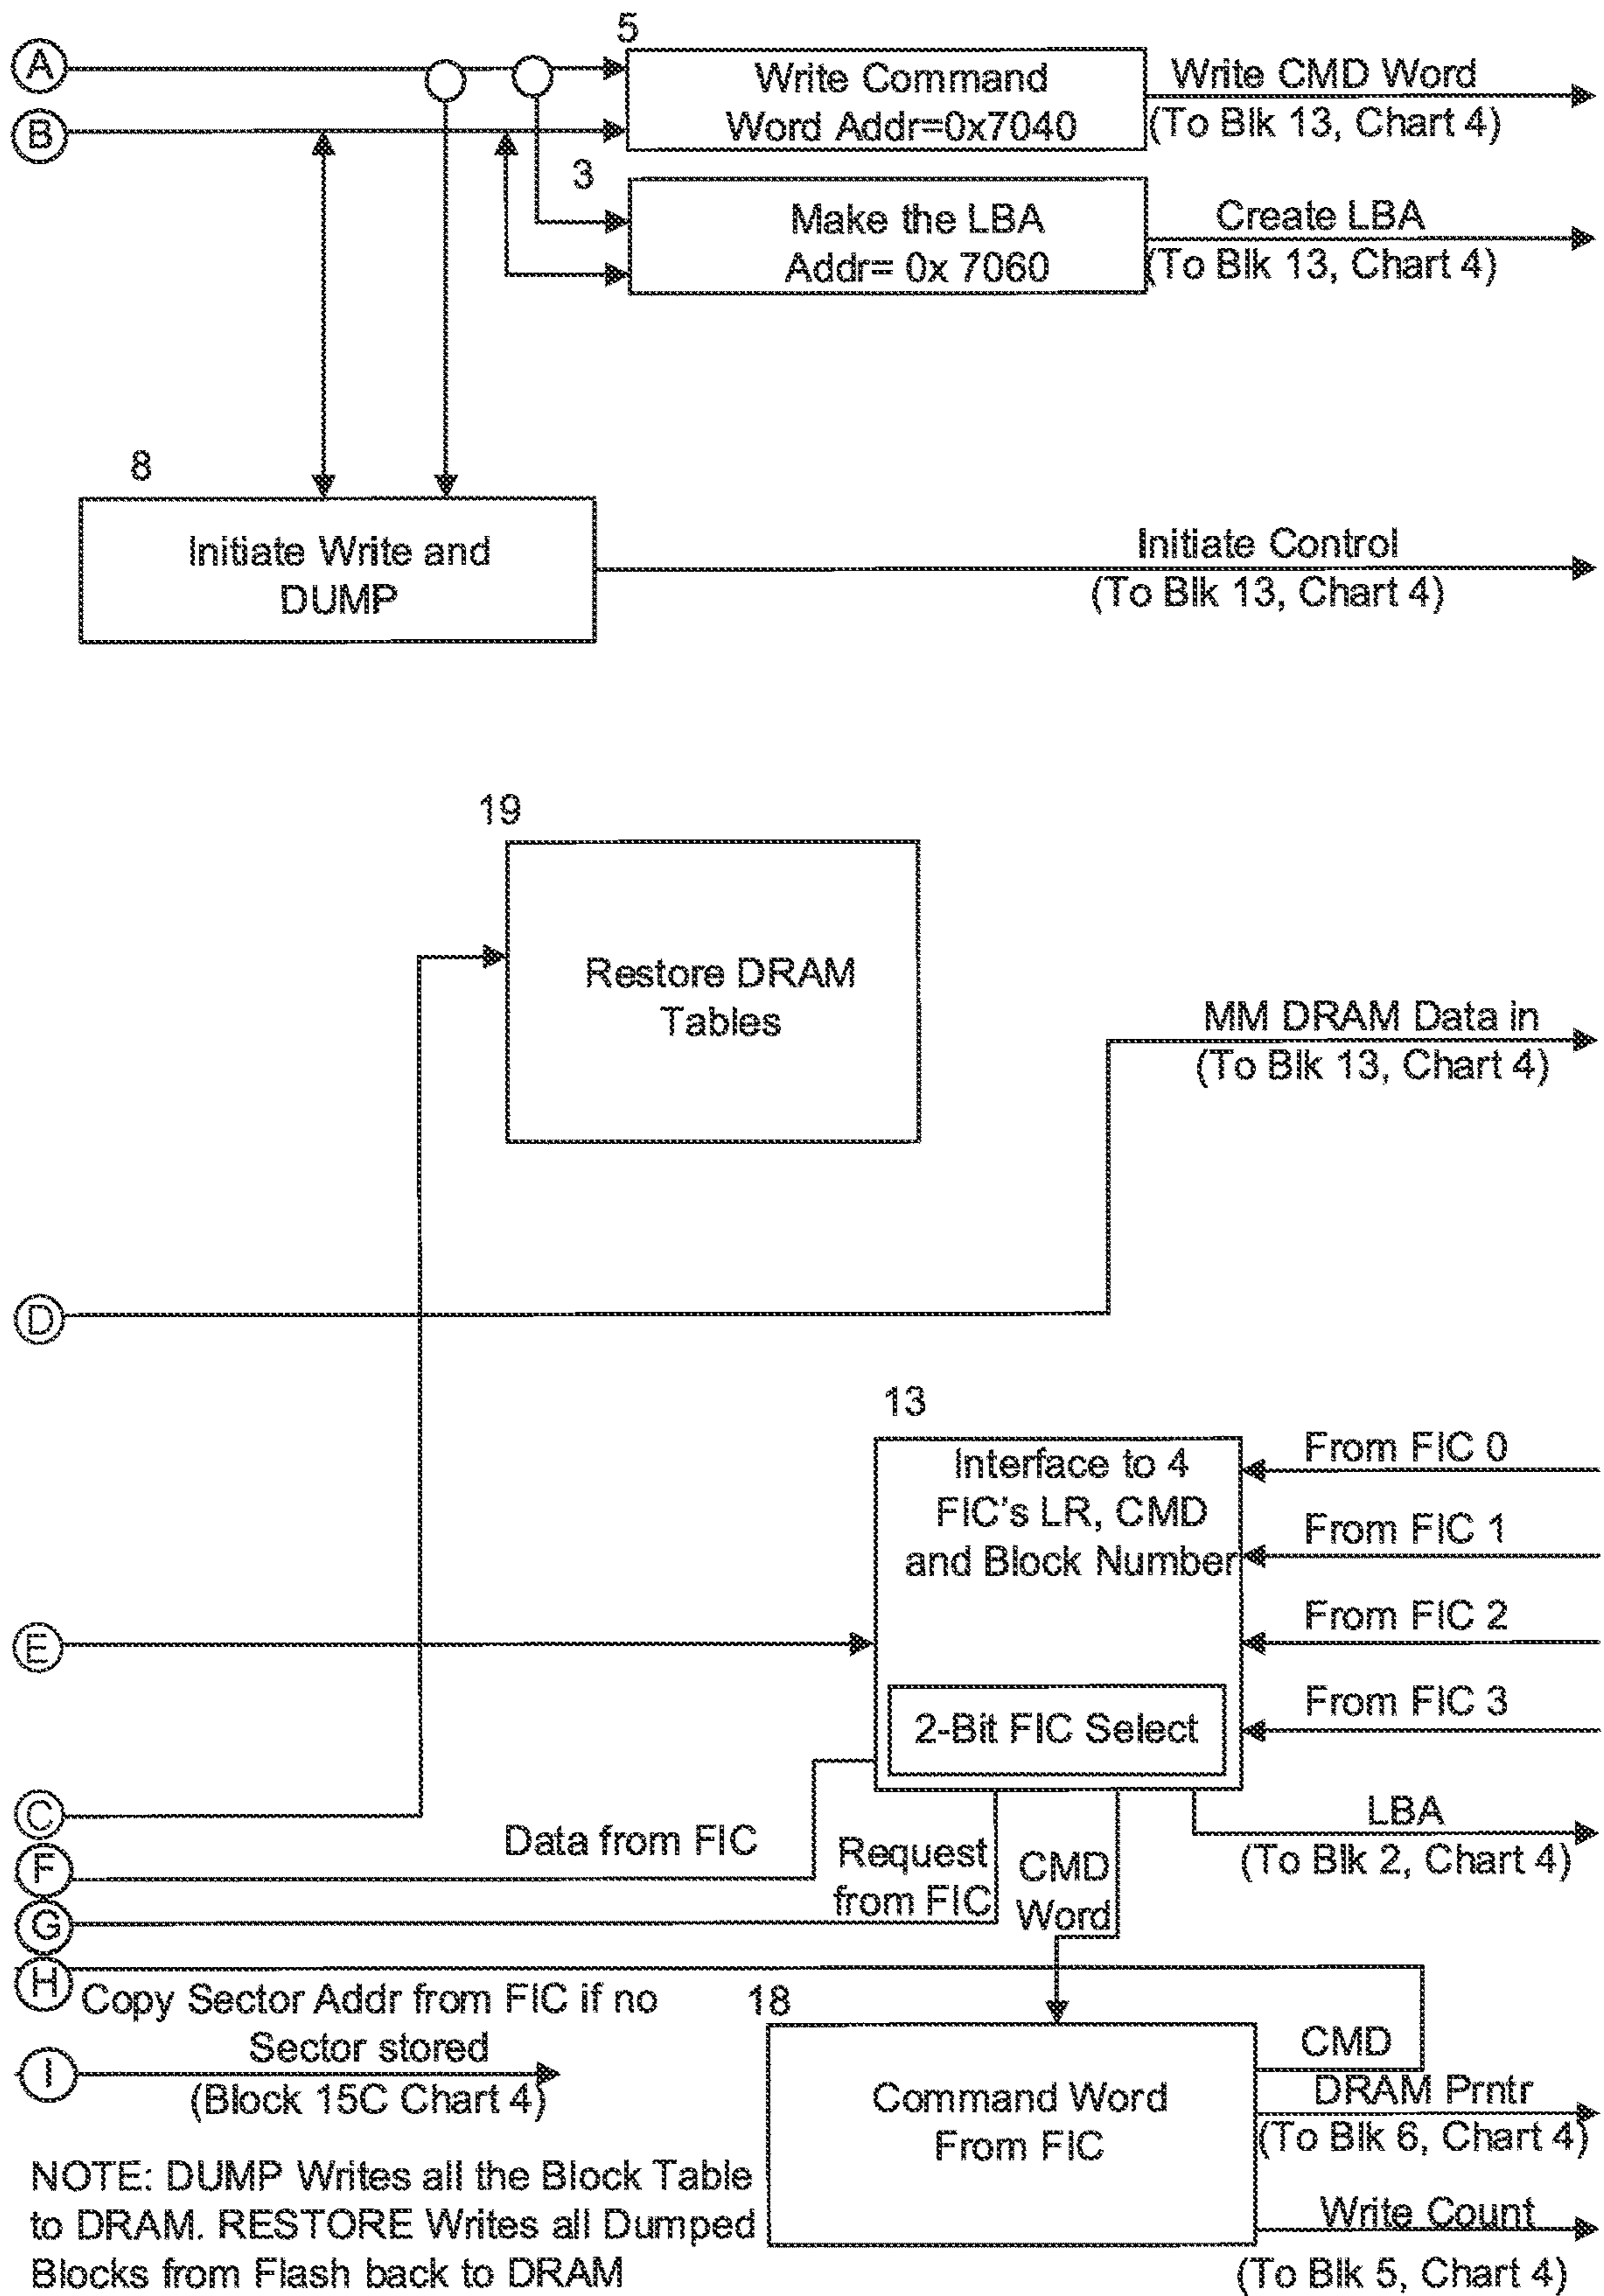 5
A
Write Command
Word Addr=0x7040
Write CMD Word
(To Blk 13, Chart 4)
B
3
Make the LBA
Addr= 0x 7060
Create LBA
(To Blk 13, Chart 4)
8
Initiate Write and
DUMP
Initiate Control
(To Blk 13, Chart 4)
19
Restore DRAM
Tables
MM DRAM Data in
(To Blk 13, Chart 4)
D
13
Interface to 4
FIC's LR, CMD
and Block Number
2-Bit FIC Select
From FIC 0
From FIC 1
From FIC 2
From FIC 3
E
C
F
G
H
Data from FIC
Request
from FIC
CMD
Word
LBA
(To Blk 2, Chart 4)
Copy Sector Addr from FIC if no
Sector stored
(Block 15C Chart 4)
I
18
Command Word
From FIC
CMD
DRAM Prntr
(To Blk 6, Chart 4)
Write Count
(To Blk 5, Chart 4)
NOTE: DUMP Writes all the Block Table
to DRAM. RESTORE Writes all Dumped
Blocks from Flash back to DRAM